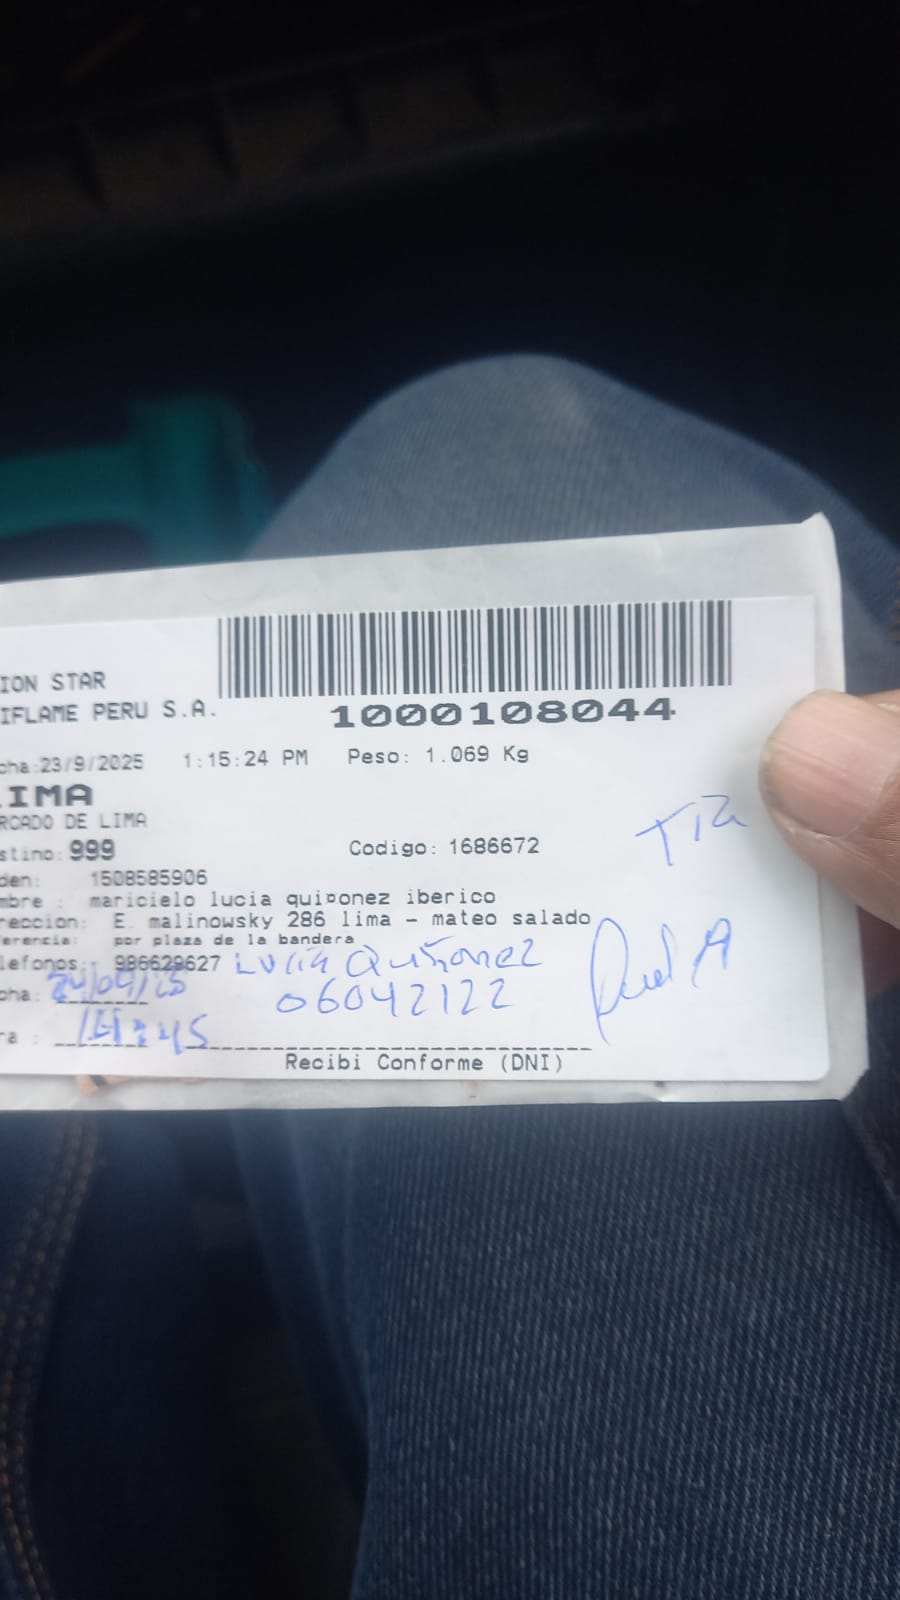 ION STAR
IFLAME PERU S.A.
1000108044
cha:23/9/2025 1:15:24 PM Peso: 1.069 Kg
LIMA
RCADO DE LIMA
stino: 999 Codigo: 1686672
Tia
den: 1508585906
mbre : maricielo lucia quiponez iberico
reccion: E. malinowsky 286 lima - mateo salado
erencia: por plaza de la bandera
lefonos: 986629627 Lucia Quiñonez
cha: 24/09/25 06042122
ra : 14:45
Recibi Conforme (DNI)